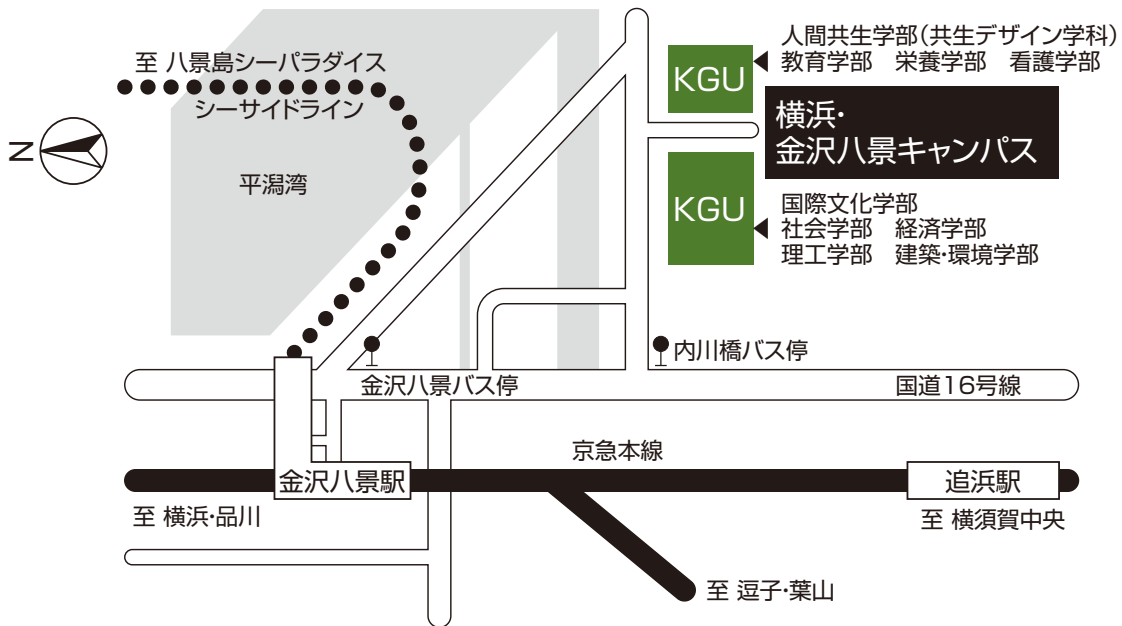 人間共生学部(共生デザイン学科)
教育学部　栄養学部　看護学部
KGU
至 八景島シーパラダイス
シーサイドライン
横浜・
金沢八景キャンパス
N
平潟湾
KGU
国際文化学部
社会学部　経済学部
理工学部　建築・環境学部
内川橋バス停
金沢八景バス停
国道16号線
京急本線
金沢八景駅
追浜駅
至 横浜・品川
至 横須賀中央
至 逗子・葉山